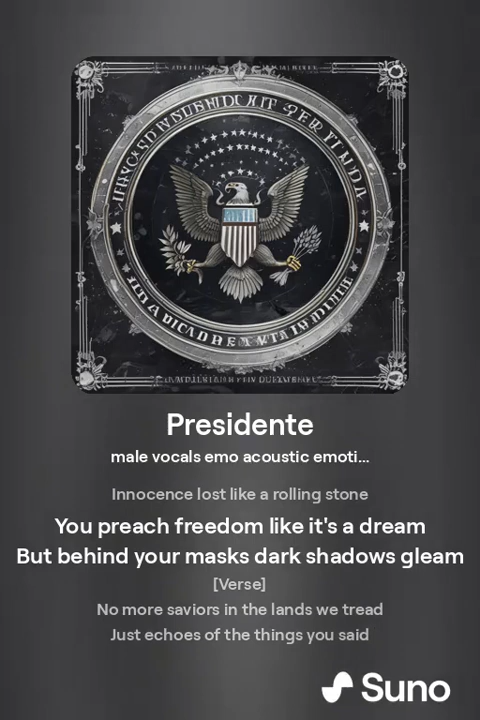 Presidente
male vocals emo acoustic emoti...
Innocence lost like a rolling stone
You preach freedom like it's a dream
But behind your masks dark shadows gleam
[Verse]
No more saviors in the lands we tread
Just echoes of the things you said
Suno